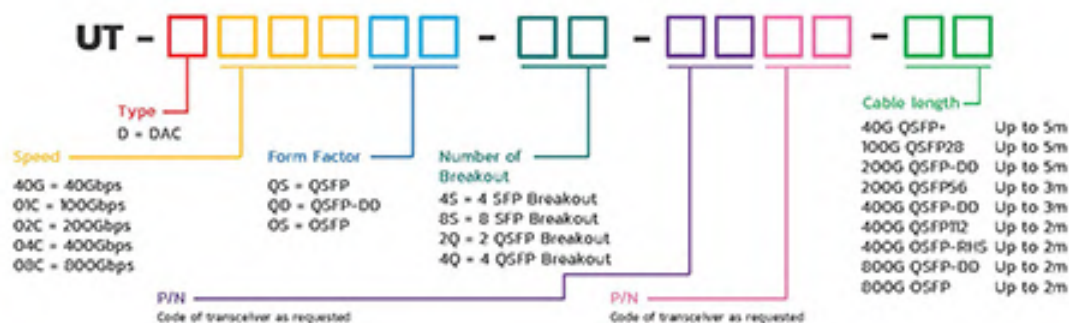 UT - - - -
Type
D = DAC
Speed
40G = 40Gbps
01C = 100Gbps
02C = 200Gbps
04C = 400Gbps
08C = 800Gbps
Form Factor
QS = QSFP
QD = QSFP-DD
OS = OSFP
Number of
Breakout
4S = 4 SFP Breakout
8S = 8 SFP Breakout
2Q = 2 QSFP Breakout
4Q = 4 QSFP Breakout
P/N
Code of transceiver as requested
P/N
Code of transceiver as requested
Cable length
40G QSFP+ Up to 5m
100G QSFP28 Up to 5m
200G QSFP-DD Up to 5m
200G QSFP56 Up to 3m
400G QSFP-DD Up to 3m
400G QSFP112 Up to 2m
400G OSFP-RHS Up to 2m
800G QSFP-DD Up to 2m
800G OSFP Up to 2m